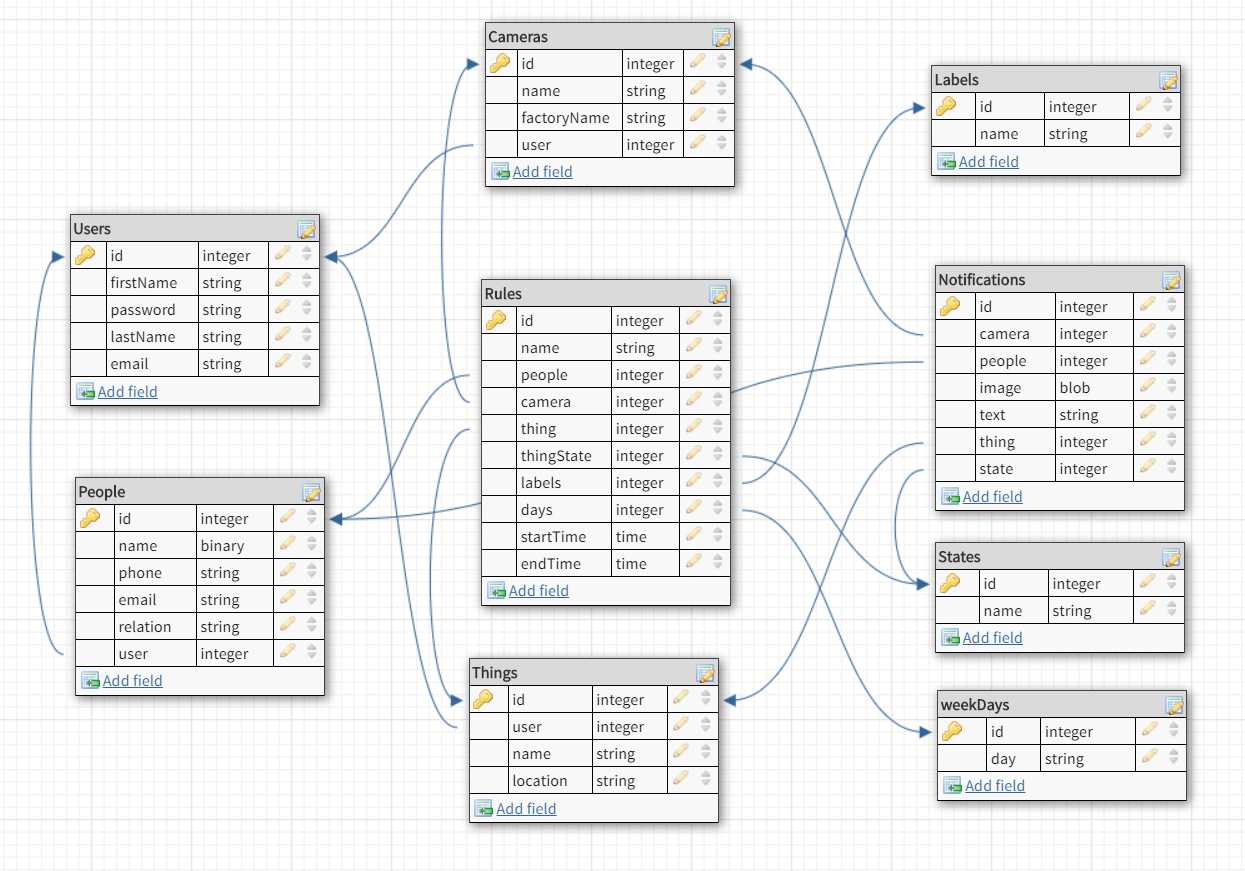 Cameras
id integer
name string
factoryName string
user integer
Add field
Labels
id integer
name string
Add field
Users
id integer
firstName string
password string
lastName string
email string
Add field
Rules
id integer
name string
people integer
camera integer
thing integer
thingState integer
labels integer
days integer
startTime time
endTime time
Add field
Notifications
id integer
camera integer
people integer
image blob
text string
thing integer
state integer
Add field
People
id integer
name binary
phone string
email string
relation string
user integer
Add field
States
id integer
name string
Add field
Things
id integer
user integer
name string
location string
Add field
weekDays
id integer
day string
Add field